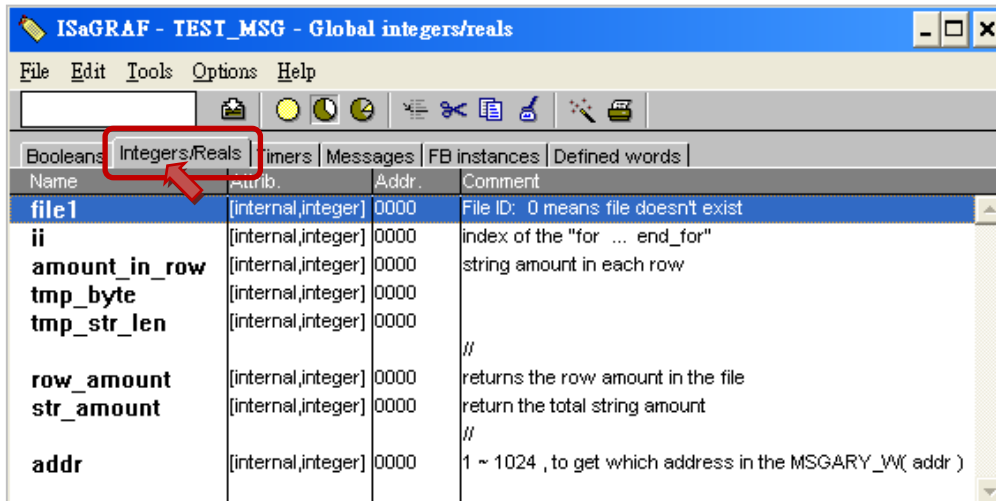 ISaGRAF - TEST_MSG - Global integers/reals
File Edit Tools Options Help
Booleans Integers/Reals Timers Messages FB instances Defined words
Name Attrib. Addr. Comment
file1 [internal,integer] 0000 File ID: 0 means file doesn't exist
ii [internal,integer] 0000 index of the "for ... end_for"
amount_in_row [internal,integer] 0000 string amount in each row
tmp_byte [internal,integer] 0000
tmp_str_len [internal,integer] 0000
//
row_amount [internal,integer] 0000 returns the row amount in the file
str_amount [internal,integer] 0000 return the total string amount
//
addr [internal,integer] 0000 1 ~ 1024 , to get which address in the MSGARY_W( addr )